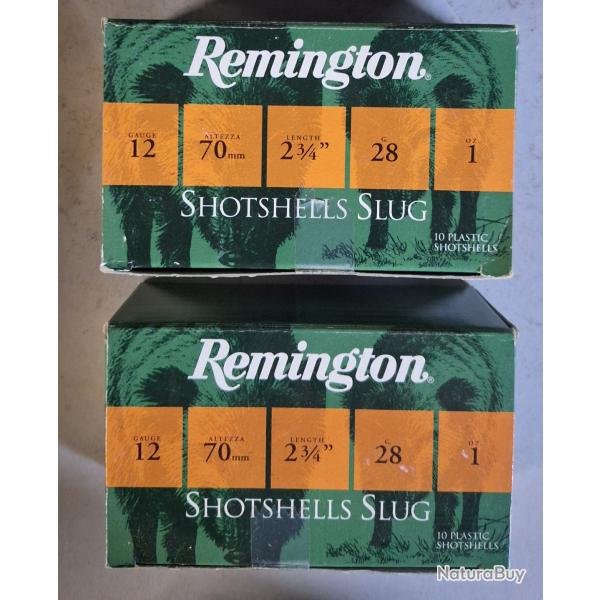 Remington®
GAUGE ALTEZZA LENGTH G. OZ.
12 70mm 2 3/4" 28 1
SHOTSHELLS SLUG
10 PLASTIC
SHOTSHELLS
Remington®
GAUGE ALTEZZA LENGTH G. OZ.
12 70mm 2 3/4" 28 1
SHOTSHELLS SLUG
10 PLASTIC
SHOTSHELLS
NaturaBuy